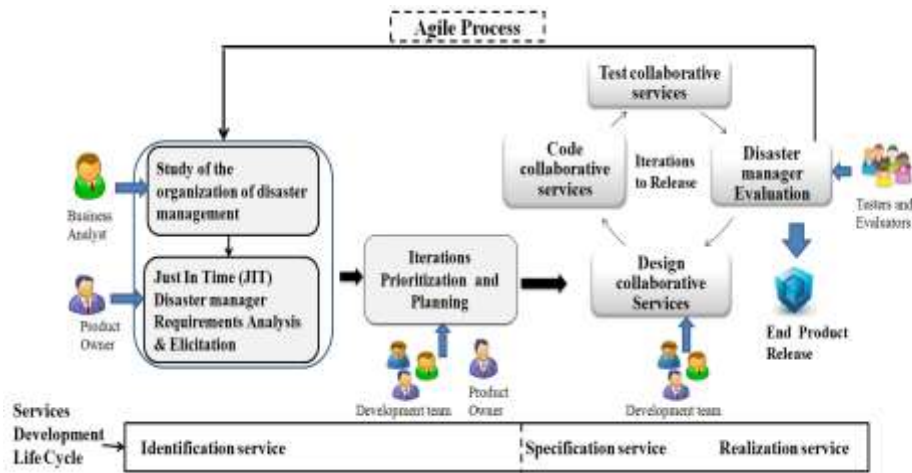 Agile Process
Test collaborative
services
Code
collaborative
services
Iterations
to Release
Disaster
manager
Evaluation
Study of the
organization of disaster
management
Business
Analyst
Testers and
Evaluators
Just In Time (JIT)
Disaster manager
Requirements Analysis
& Elicitation
Product
Owner
Iterations
Prioritization and
Planning
Design
collaborative
Services
End Product
Release
Development team
Product
Owner
Development team
Services
Development
Life Cycle
Identification service
Specification service
Realization service